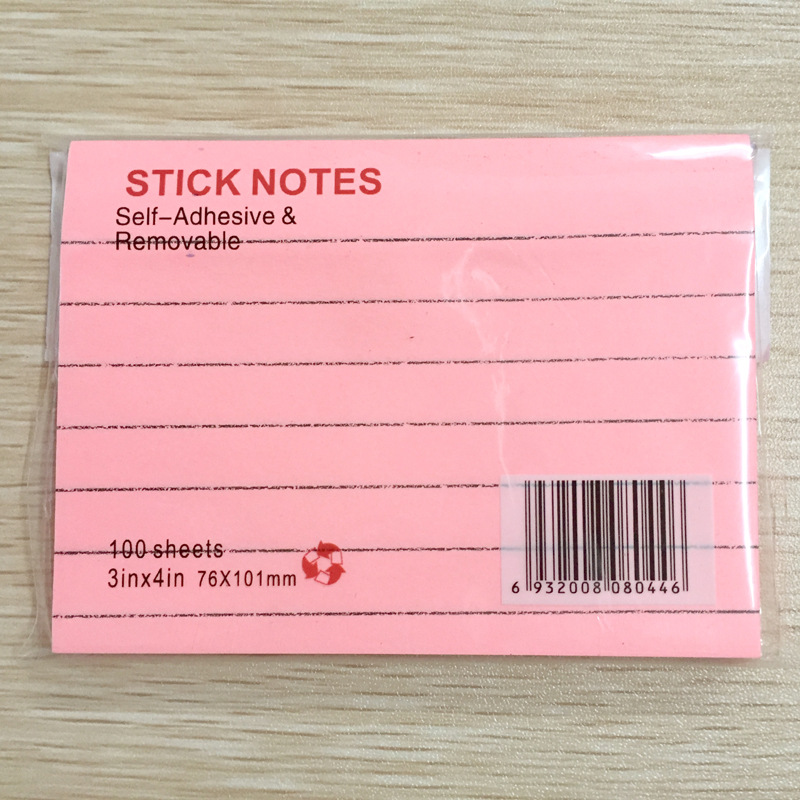 STICK NOTES
Self-Adhesive &
Removable
100 sheets
3inx4in 76X101mm
6 932008 080446